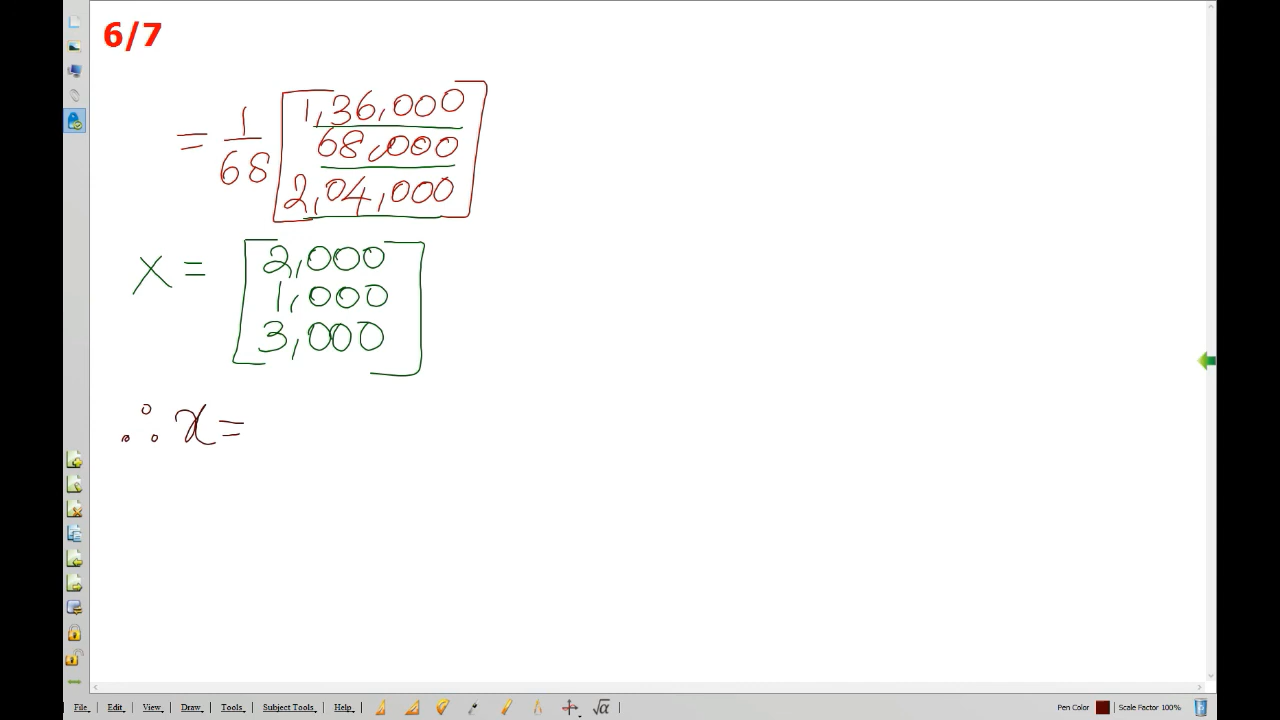 6/7
= 1/68 [1,36,000
68,000
2,04,000]
X = [2,000
1,000
3,000]
∴ x =
File Edit View Draw Tools Subject Tools Help √α Pen Color Scale Factor 100%